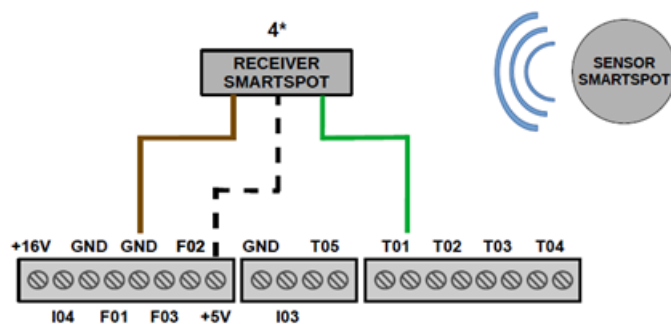 4*
RECEIVER
SMARTSPOT
SENSOR
SMARTSPOT
+16V GND GND F02 GND T05 T01 T02 T03 T04
I04 F01 F03 +5V I03